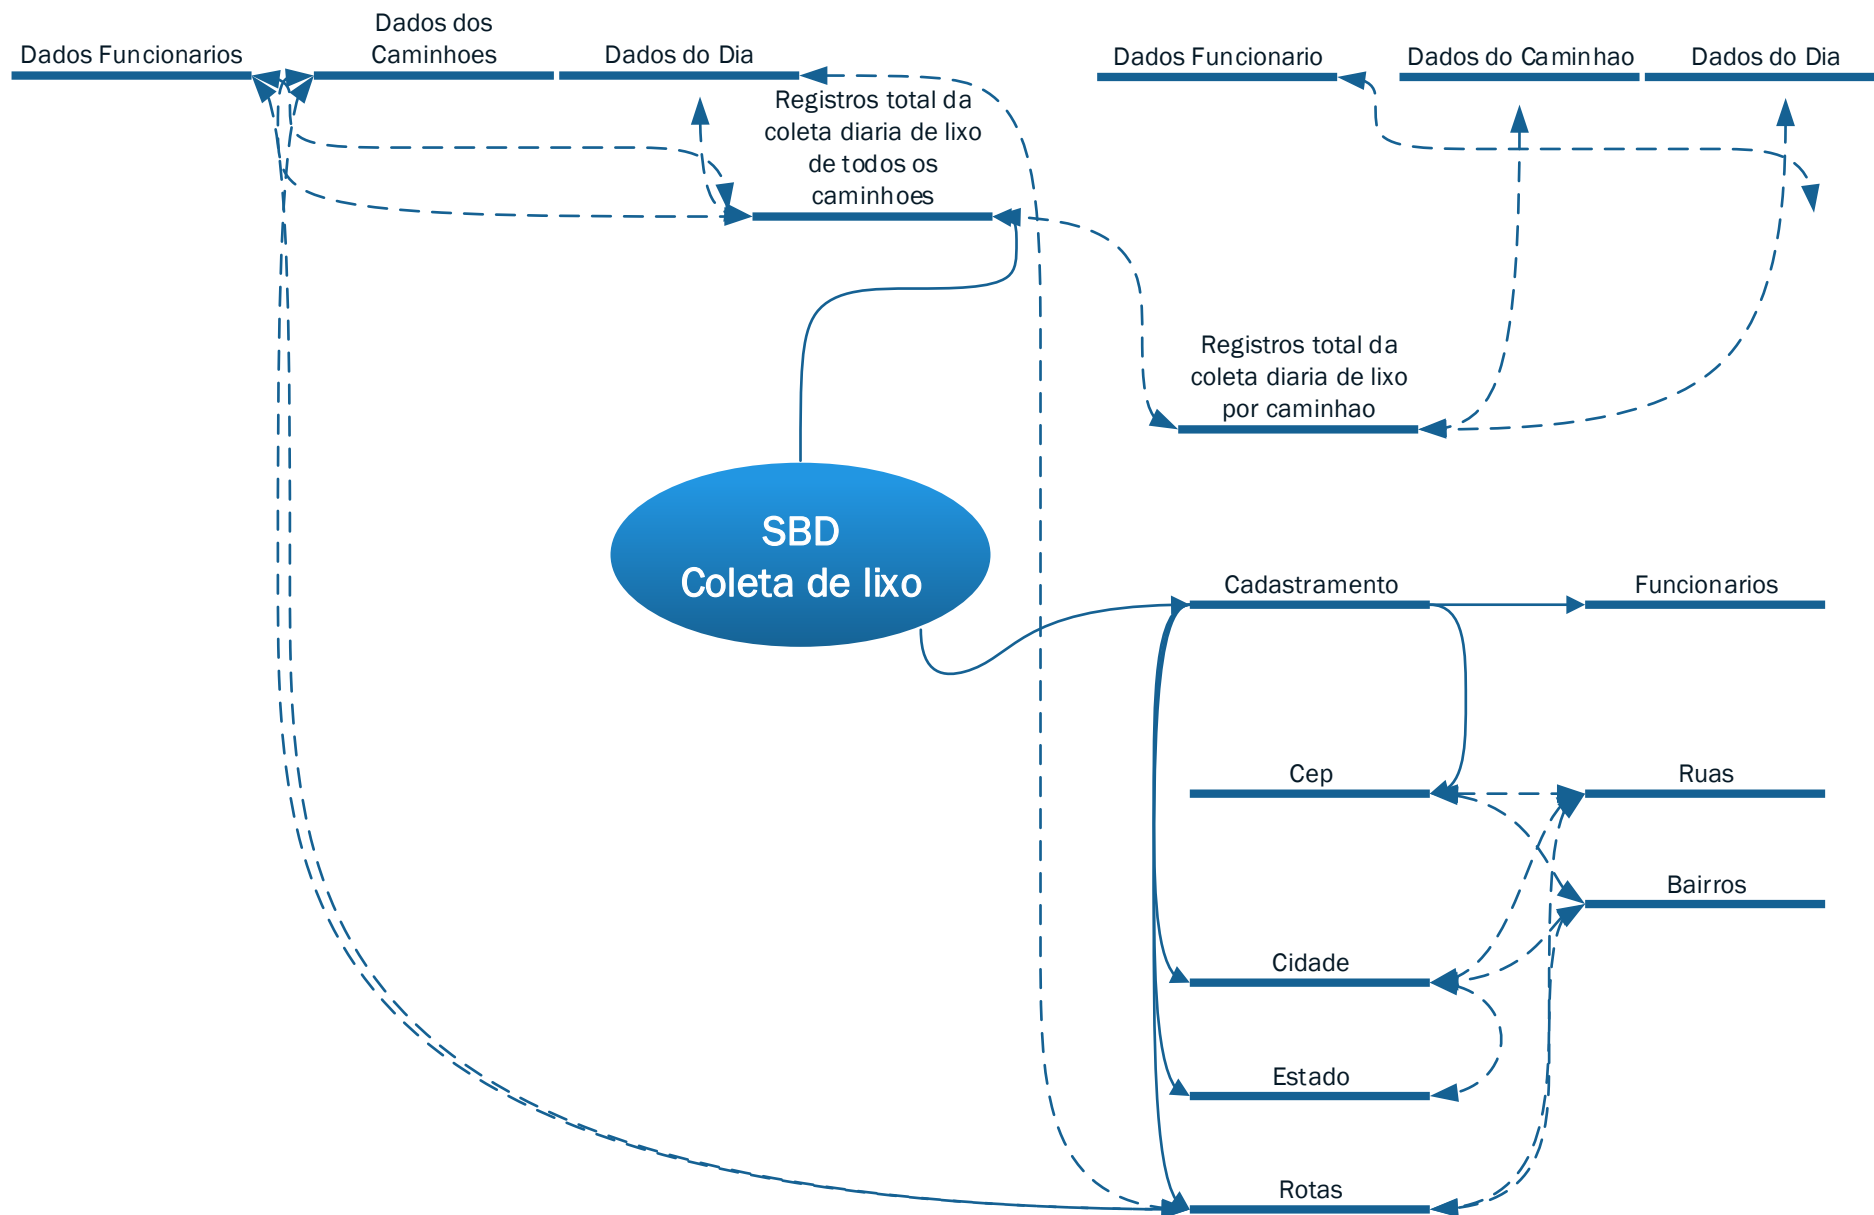 Dados Funcionarios
Dados dos
Caminhoes
Dados do Dia
Dados Funcionario
Dados do Caminhao
Dados do Dia
Registros total da
coleta diaria de lixo
de todos os
caminhoes
Registros total da
coleta diaria de lixo
por caminhao
SBD
Coleta de lixo
Cadastramento
Funcionarios
Cep
Ruas
Bairros
Cidade
Estado
Rotas